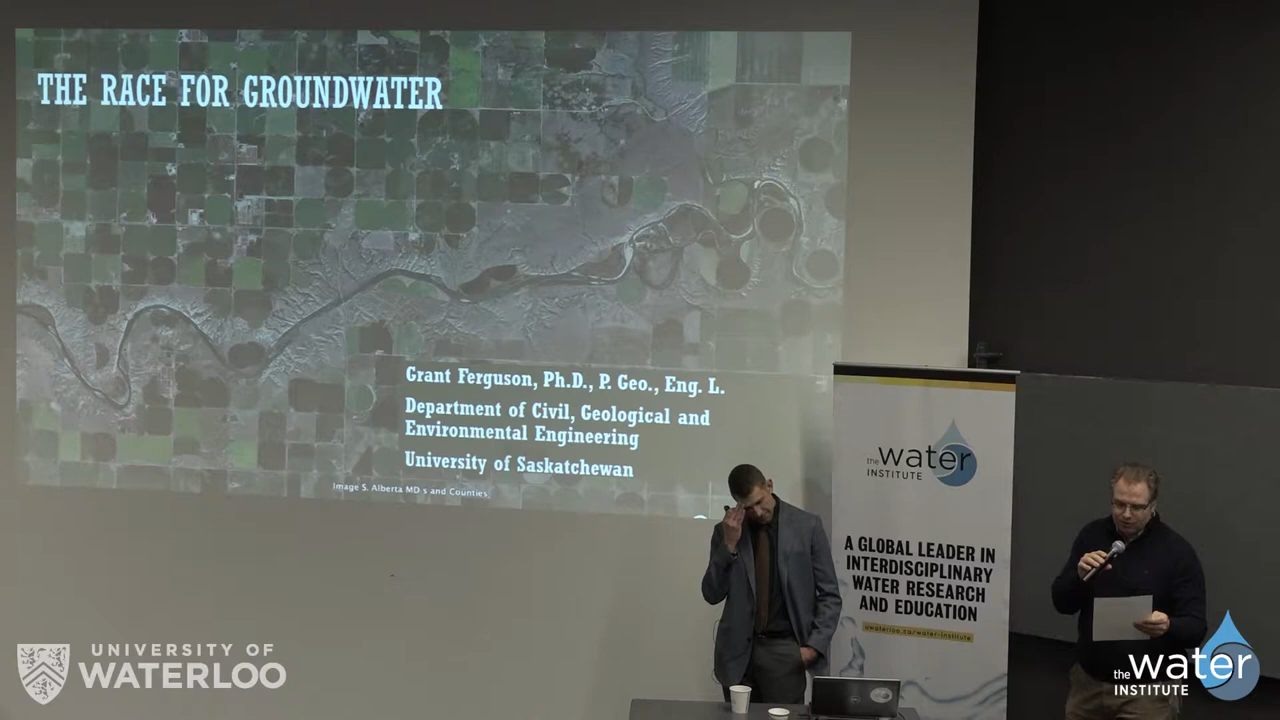 THE RACE FOR GROUNDWATER
Grant Ferguson, Ph.D., P. Geo., Eng. L.
Department of Civil, Geological and
Environmental Engineering
University of Saskatchewan
Image S. Alberta MD s and Counties
the water
INSTITUTE
A GLOBAL LEADER IN
INTERDISCIPLINARY
WATER RESEARCH
AND EDUCATION
uwaterloo.ca/water-institute
UNIVERSITY OF
WATERLOO
the water
INSTITUTE